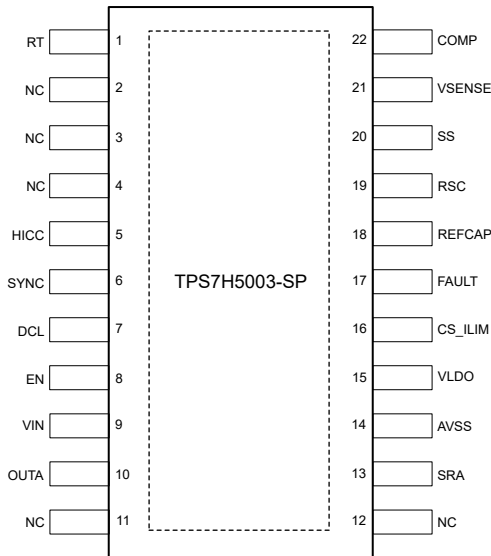 RT 1
NC 2
NC 3
NC 4
HICC 5
SYNC 6
DCL 7
EN 8
VIN 9
OUTA 10
NC 11
TPS7H5003-SP
22 COMP
21 VSENSE
20 SS
19 RSC
18 REFCAP
17 FAULT
16 CS_ILIM
15 VLDO
14 AVSS
13 SRA
12 NC